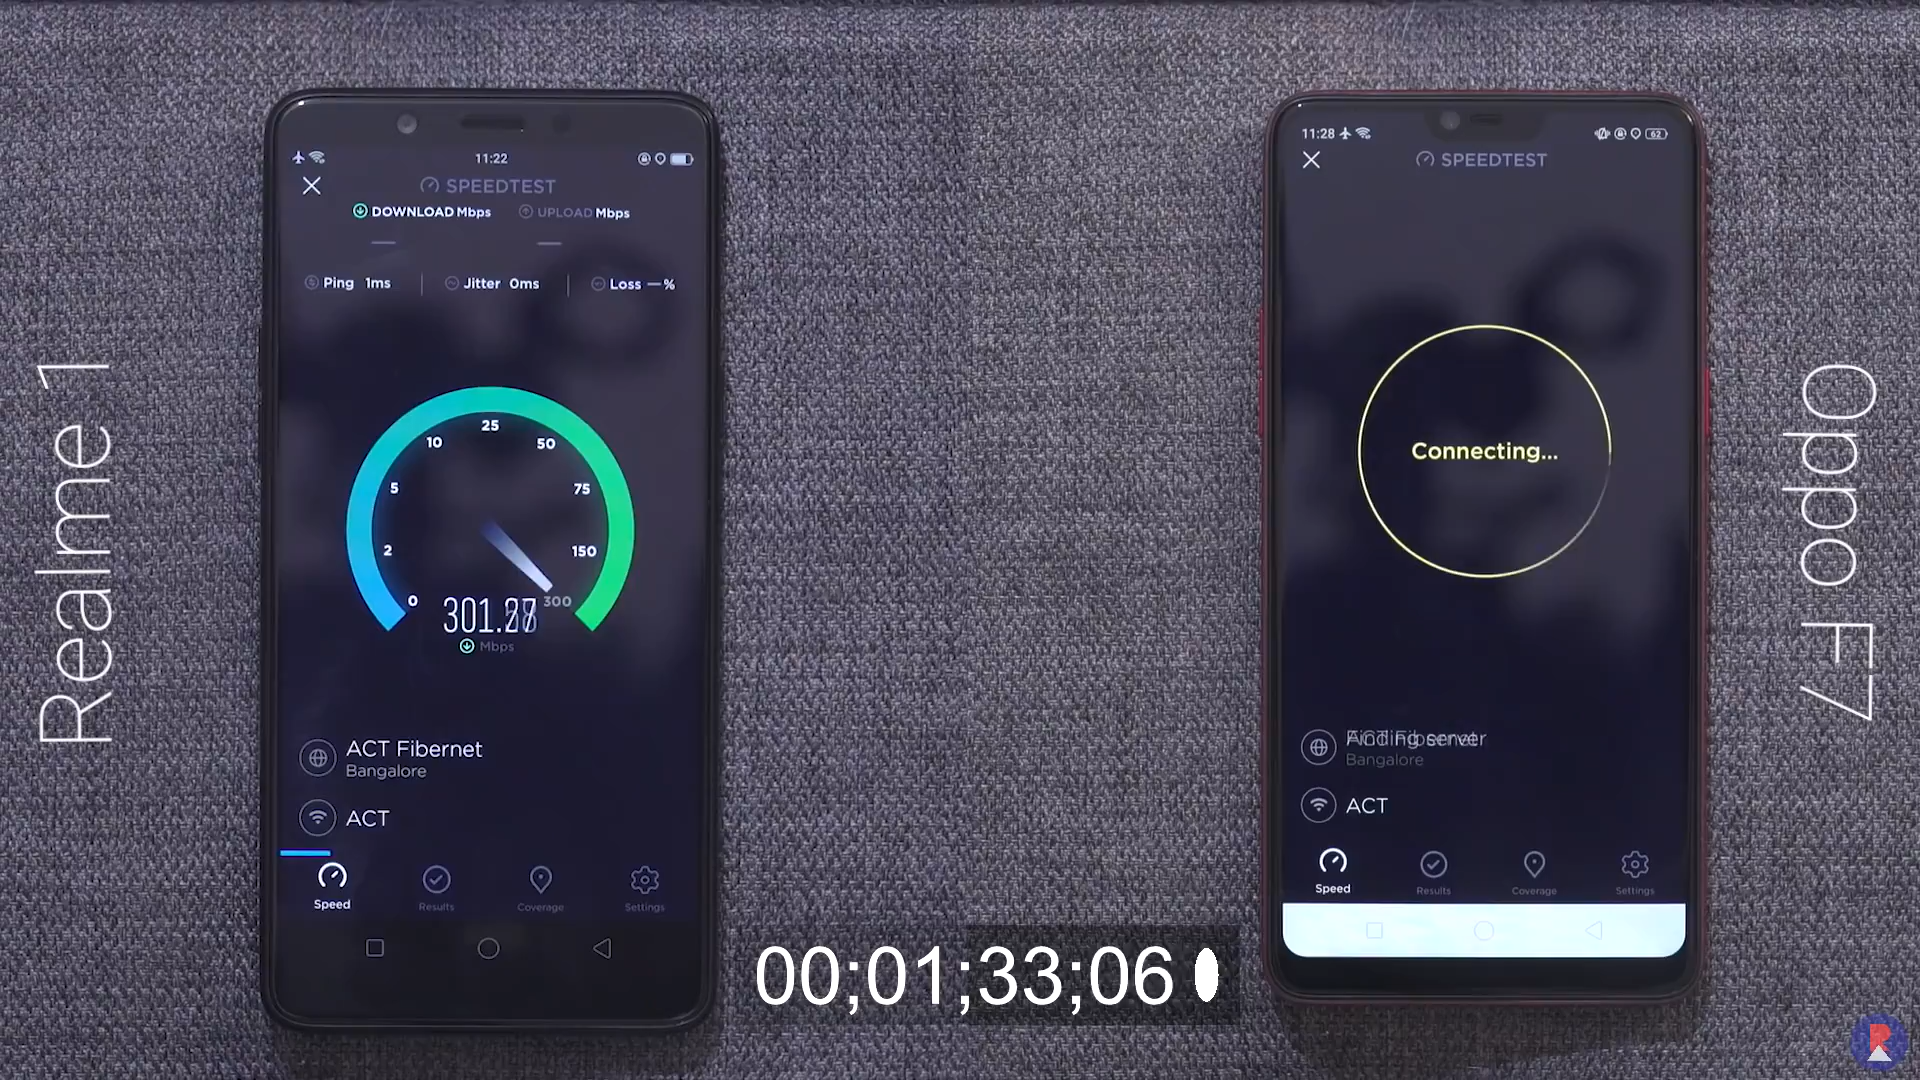 Realme 1
11:22
SPEEDTEST
DOWNLOAD Mbps
UPLOAD Mbps
Ping 1ms
Jitter 0ms
Loss — %
0
2
5
10
25
50
75
150
300
Mbps
ACT Fibernet
Bangalore
ACT
Speed
Results
Coverage
Settings
00;01;33;06
11:28
62
SPEEDTEST
Connecting...
Bangalore
ACT
Speed
Results
Coverage
Settings
Oppo F7
R